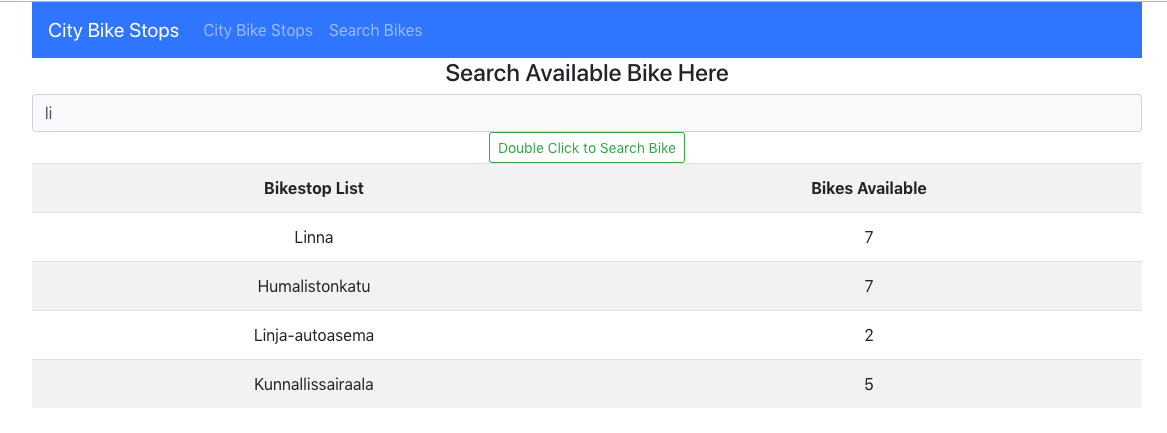 City Bike Stops City Bike Stops Search Bikes
Search Available Bike Here
li
Double Click to Search Bike
Bikestop List Bikes Available
Linna 7
Humalistonkatu 7
Linja-autoasema 2
Kunnallissairaala 5